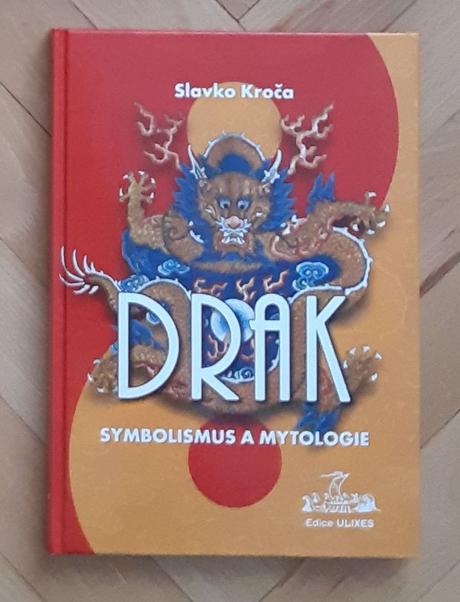 Slavko Kroča
DRAK
SYMBOLISMUS A MYTOLOGIE
Edice ULIXES